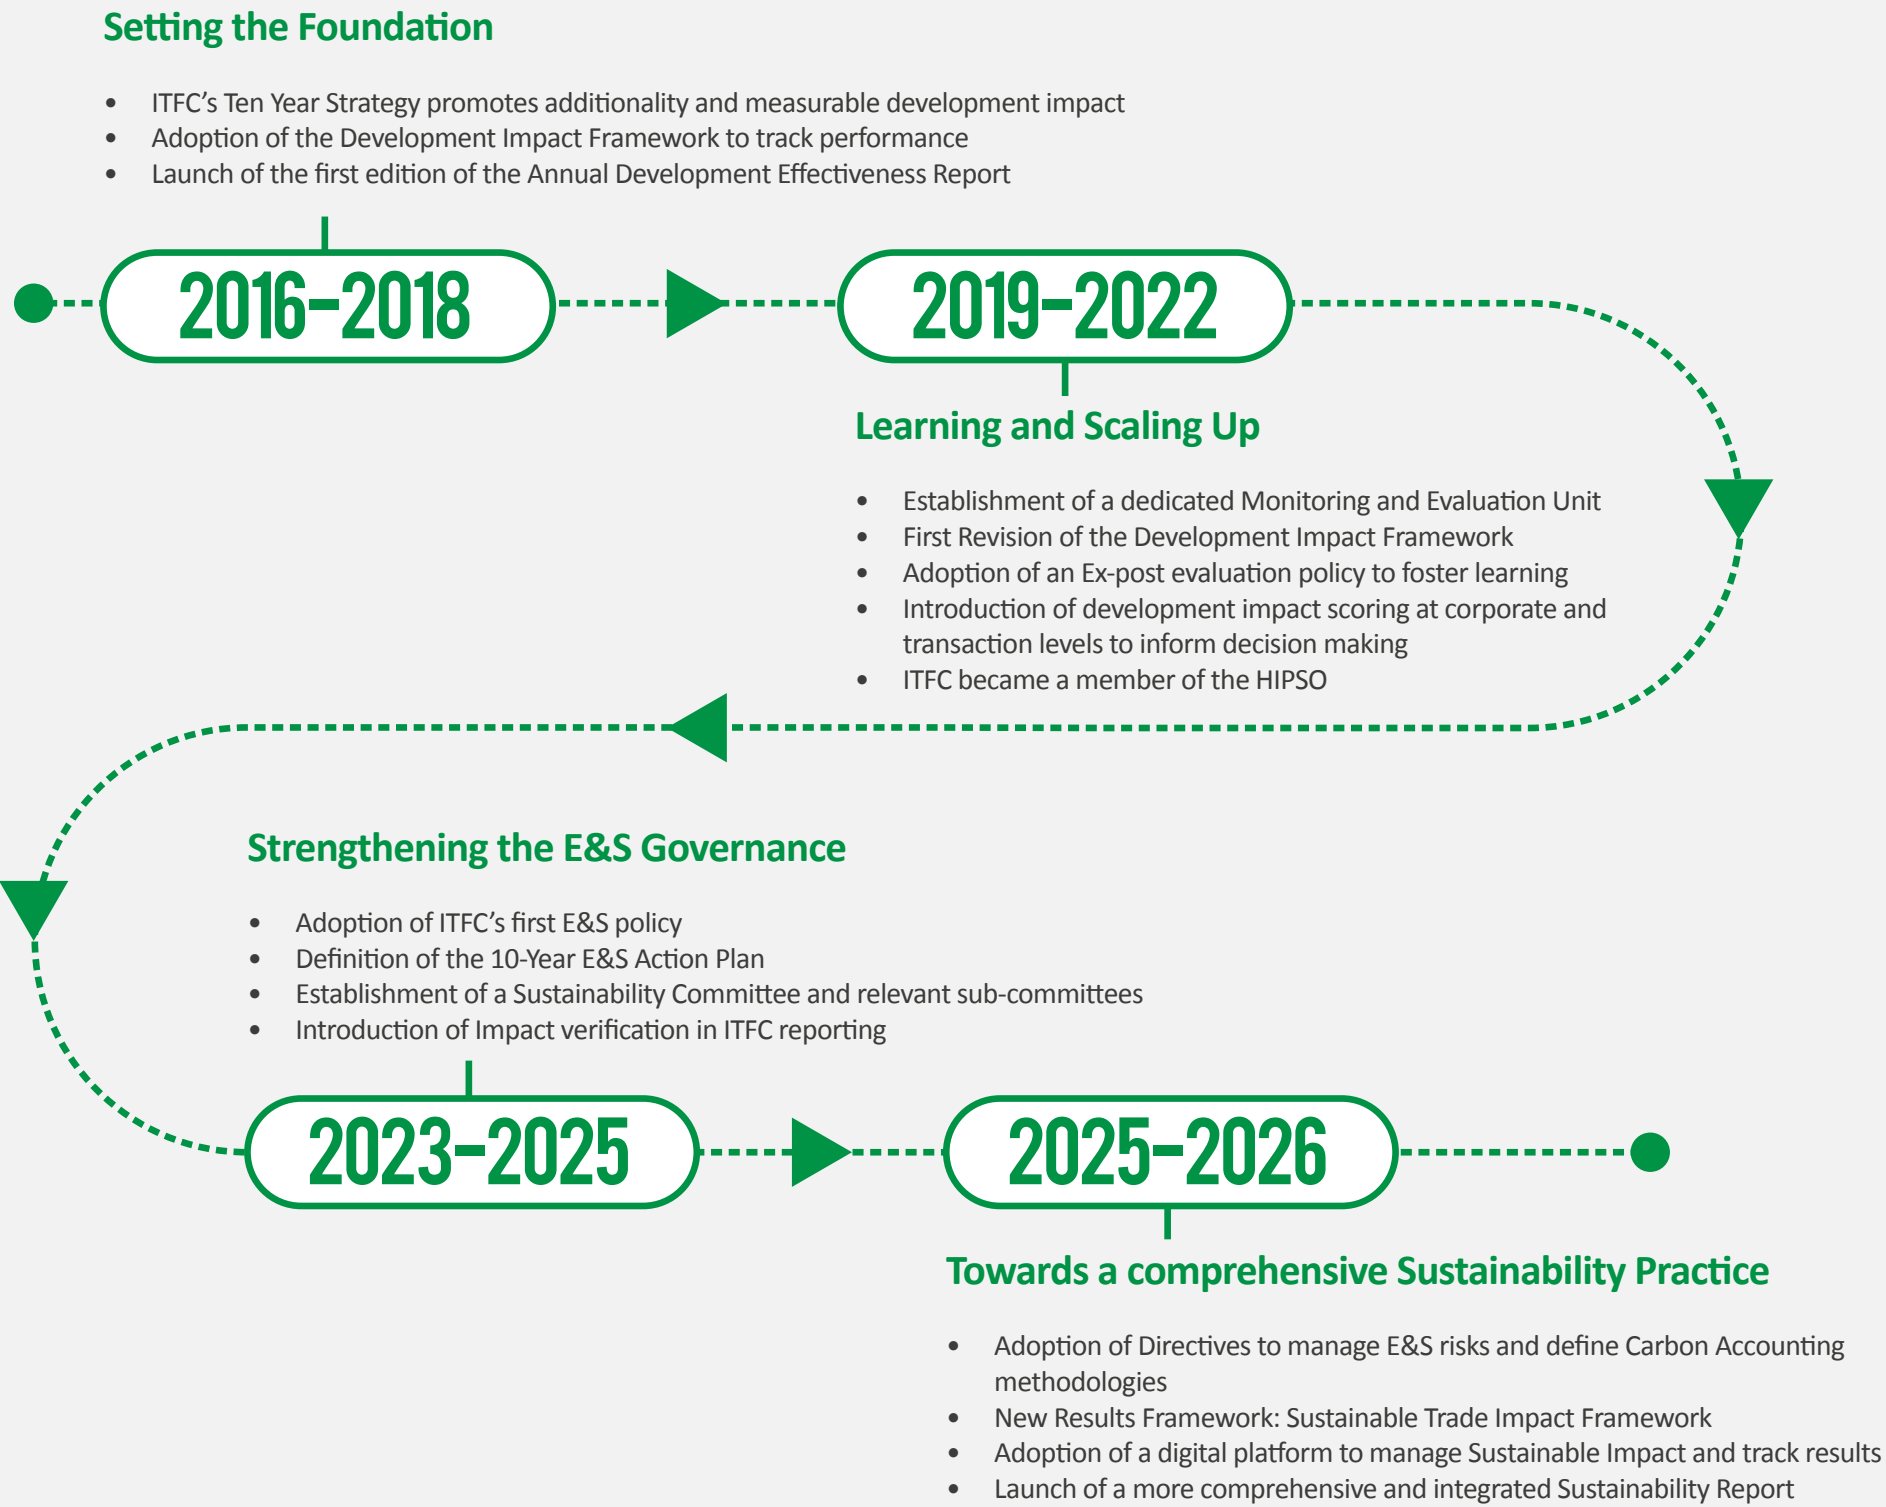 Setting the Foundation
• ITFC’s Ten Year Strategy promotes additionality and measurable development impact
• Adoption of the Development Impact Framework to track performance
• Launch of the first edition of the Annual Development Effectiveness Report
2016–2018
2019–2022
Learning and Scaling Up
• Establishment of a dedicated Monitoring and Evaluation Unit
• First Revision of the Development Impact Framework
• Adoption of an Ex-post evaluation policy to foster learning
• Introduction of development impact scoring at corporate and
transaction levels to inform decision making
• ITFC became a member of the HIPSO
Strengthening the E&S Governance
• Adoption of ITFC’s first E&S policy
• Definition of the 10-Year E&S Action Plan
• Establishment of a Sustainability Committee and relevant sub-committees
• Introduction of Impact verification in ITFC reporting
2023–2025
2025–2026
Towards a comprehensive Sustainability Practice
• Adoption of Directives to manage E&S risks and define Carbon Accounting
methodologies
• New Results Framework: Sustainable Trade Impact Framework
• Adoption of a digital platform to manage Sustainable Impact and track results
• Launch of a more comprehensive and integrated Sustainability Report